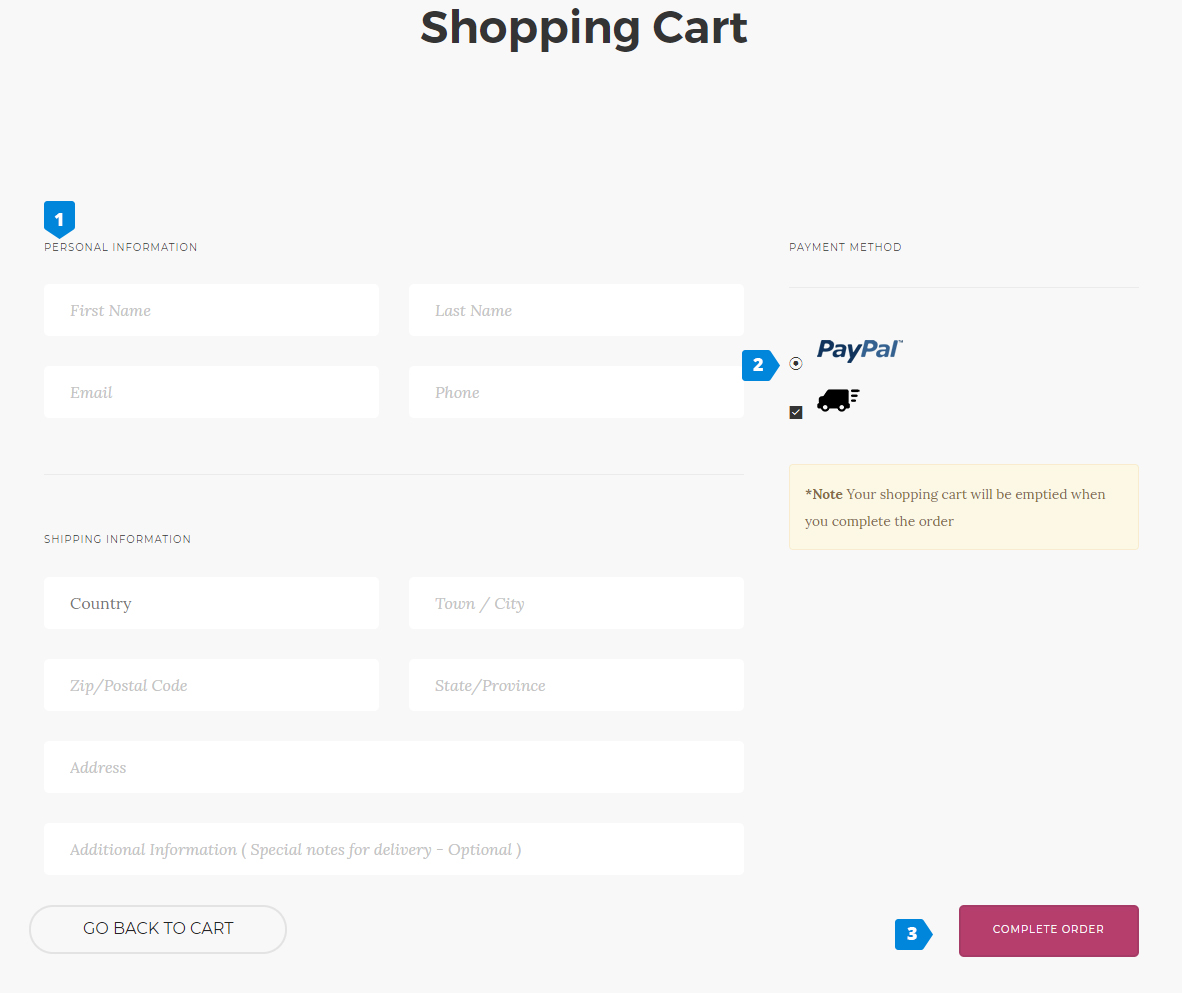 Shopping Cart
1
PERSONAL INFORMATION
First Name
Last Name
Email
Phone
SHIPPING INFORMATION
Country
Town / City
Zip/Postal Code
State/Province
Address
Additional Information ( Special notes for delivery - Optional )
GO BACK TO CART
PAYMENT METHOD
2
PayPal™
*Note Your shopping cart will be emptied when
you complete the order
3
COMPLETE ORDER